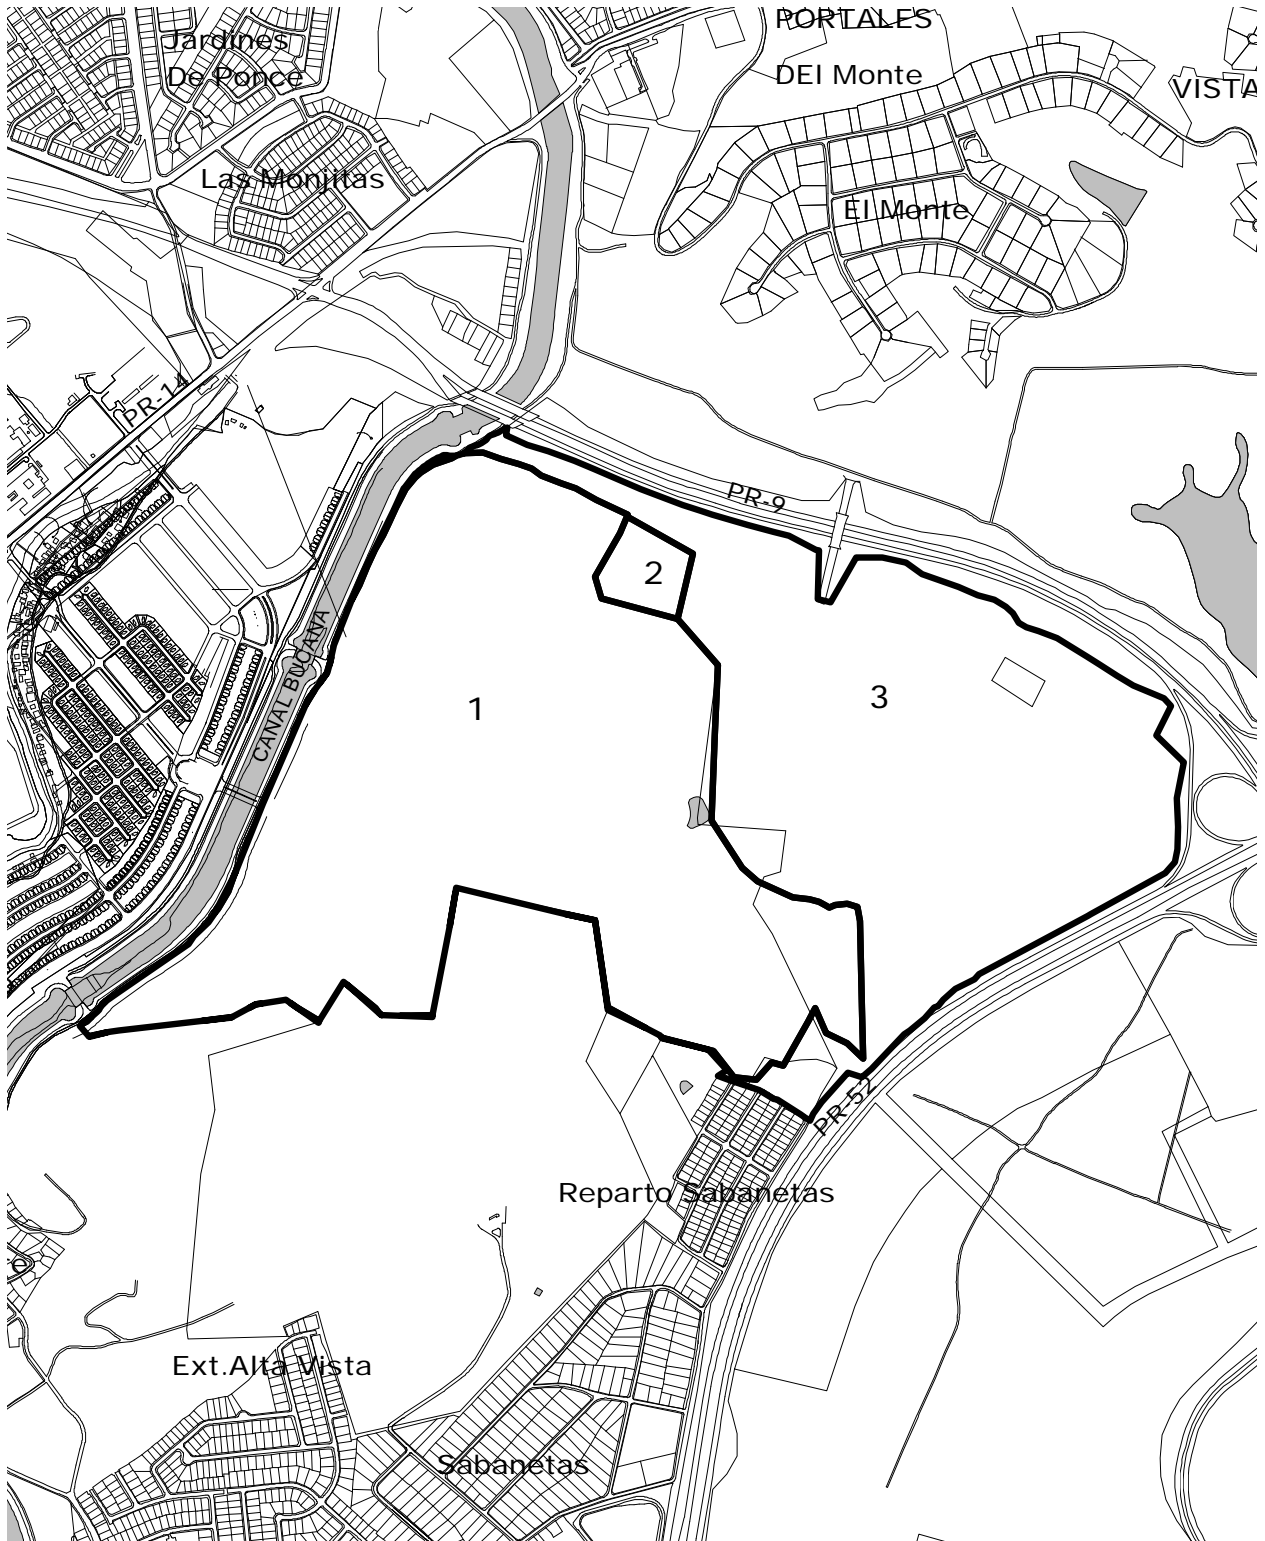 PORTALES
DEl Monte
Jardines
De Ponce
VISTA
Las Monjitas
El Monte
PR-14
PR-9
2
CANAL BUCANA
1
3
PR-52
Reparto Sabanetas
e
Ext.Alta Vista
Sabanetas